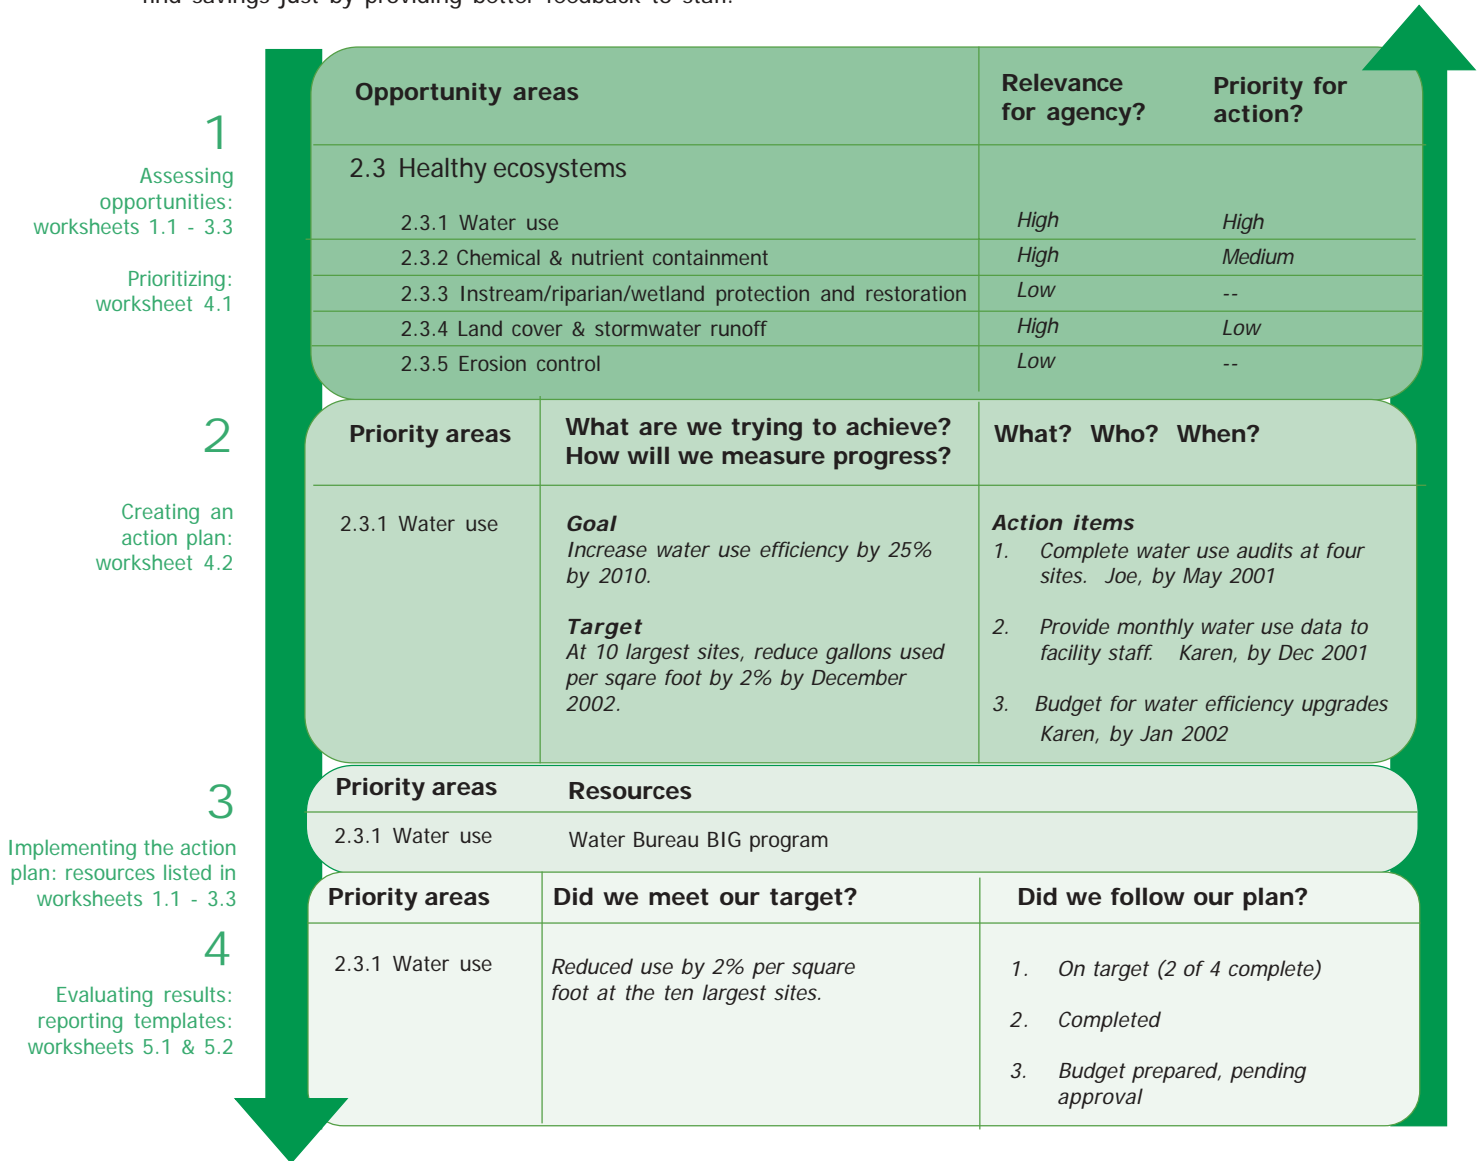 find savings just by providing better feedback to staff.
Opportunity areas
Relevance
for agency?
Priority for
action?
1
Assessing
opportunities:
worksheets 1.1 - 3.3
Prioritizing:
worksheet 4.1
2.3 Healthy ecosystems
2.3.1 Water use High High
2.3.2 Chemical & nutrient containment High Medium
2.3.3 Instream/riparian/wetland protection and restoration Low --
2.3.4 Land cover & stormwater runoff High Low
2.3.5 Erosion control Low --
2
Creating an
action plan:
worksheet 4.2
Priority areas
What are we trying to achieve?
How will we measure progress?
What? Who? When?
2.3.1 Water use
Goal
Increase water use efficiency by 25%
by 2010.
Target
At 10 largest sites, reduce gallons used
per sqare foot by 2% by December
2002.
Action items
1. Complete water use audits at four
sites. Joe, by May 2001
2. Provide monthly water use data to
facility staff. Karen, by Dec 2001
3. Budget for water efficiency upgrades
Karen, by Jan 2002
3
Implementing the action
plan: resources listed in
worksheets 1.1 - 3.3
Priority areas Resources
2.3.1 Water use Water Bureau BIG program
4
Evaluating results:
reporting templates:
worksheets 5.1 & 5.2
Priority areas Did we meet our target? Did we follow our plan?
2.3.1 Water use
Reduced use by 2% per square
foot at the ten largest sites.
1. On target (2 of 4 complete)
2. Completed
3. Budget prepared, pending
approval